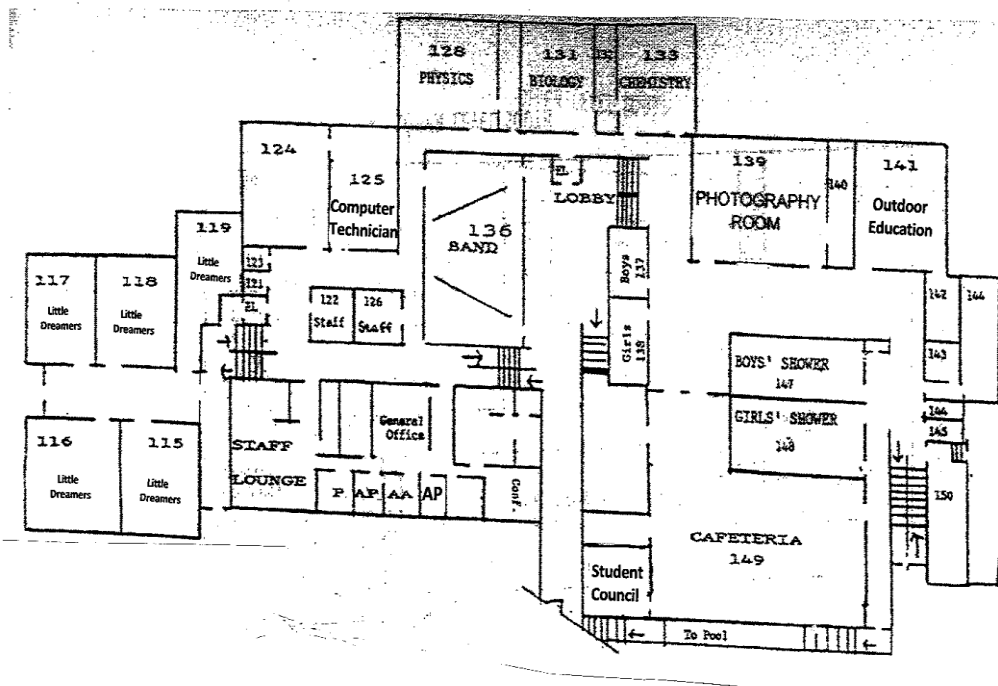 128
PHYSICS
131
BIOLOGY
133
CHEMISTRY
124
125
Computer
Technician
136
BAND
EL
LOBBY
139
PHOTOGRAPHY
ROOM
140
141
Outdoor
Education
119
Little
Dreamers
117
Little
Dreamers
118
Little
Dreamers
123
121
EL
122
Staff
126
Staff
Boys
137
Girls
138
142
144
143
BOYS' SHOWER
147
GIRLS' SHOWER
148
144
145
116
Little
Dreamers
115
Little
Dreamers
STAFF
LOUNGE
General
Office
P
AP
AA
AP
Conf.
150
CAFETERIA
149
Student
Council
To Pool